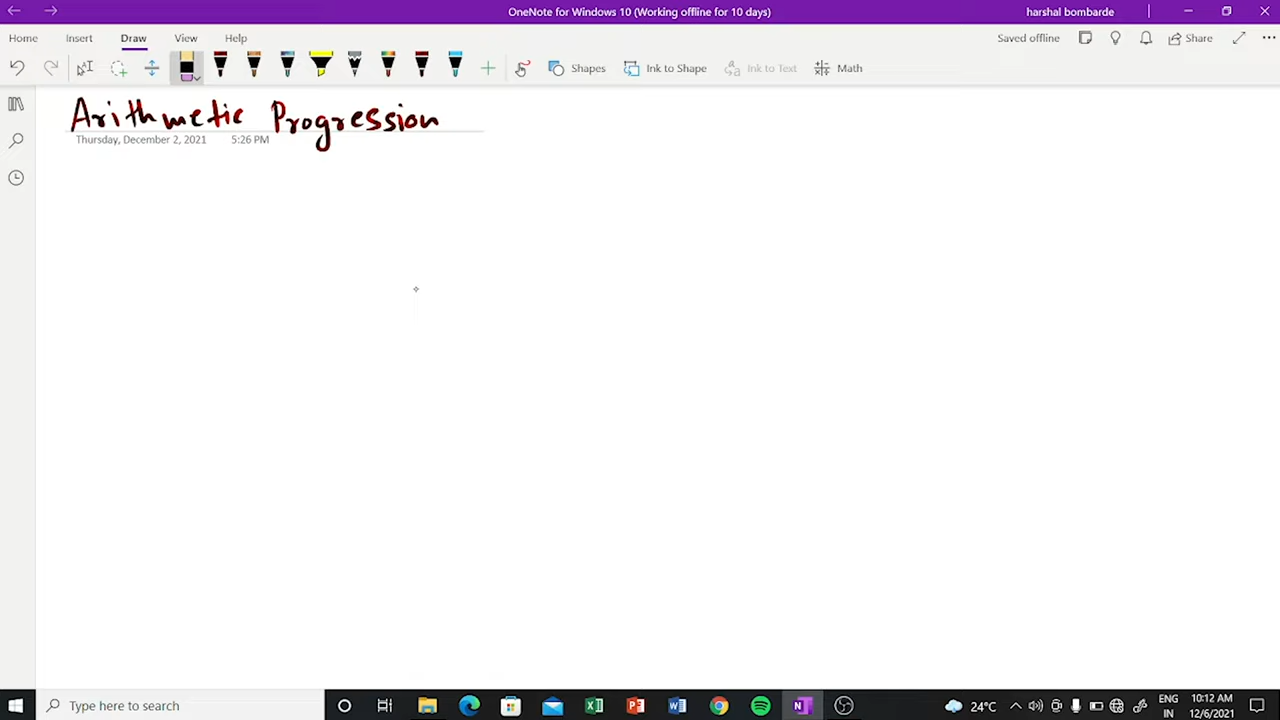 OneNote for Windows 10 (Working offline for 10 days)
harshal bombarde
Home Insert Draw View Help
Saved offline
Share
Shapes
Ink to Shape
Ink to Text
Math
Arithmetic Progression
Thursday, December 2, 2021 5:26 PM
Type here to search
24°C
ENG
IN
10:12 AM
12/6/2021